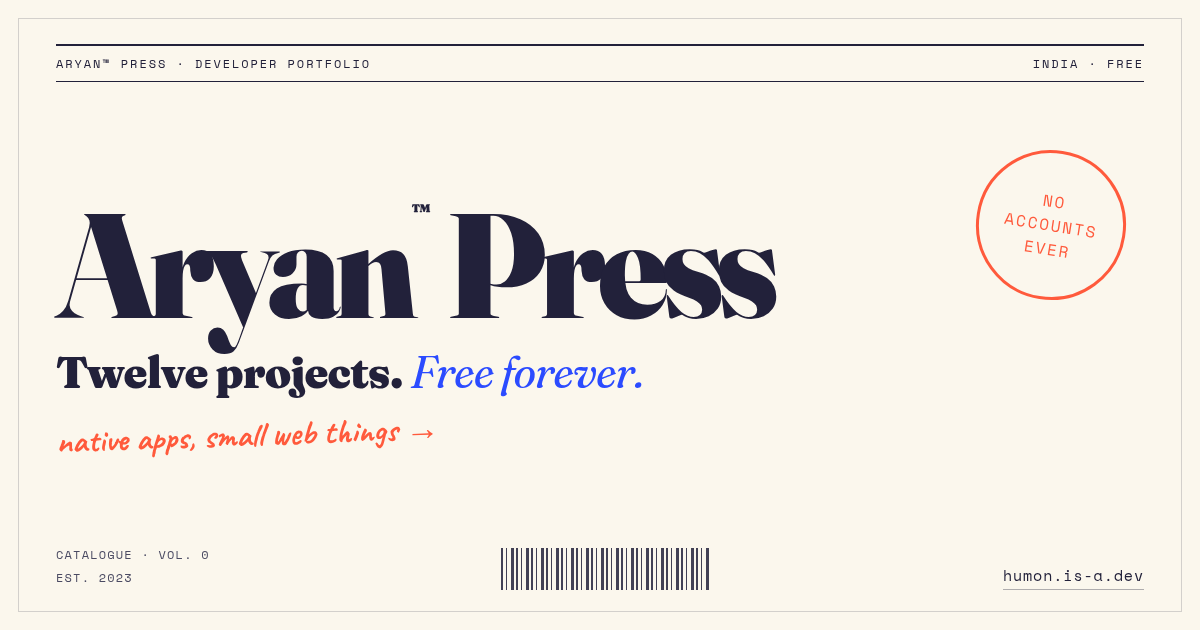 ARYAN™ PRESS · DEVELOPER PORTFOLIO
INDIA · FREE
NO
ACCOUNTS
EVER
Aryan™ Press
Twelve projects. Free forever.
native apps, small web things →
CATALOGUE · VOL. 0
EST. 2023
humon.is-a.dev